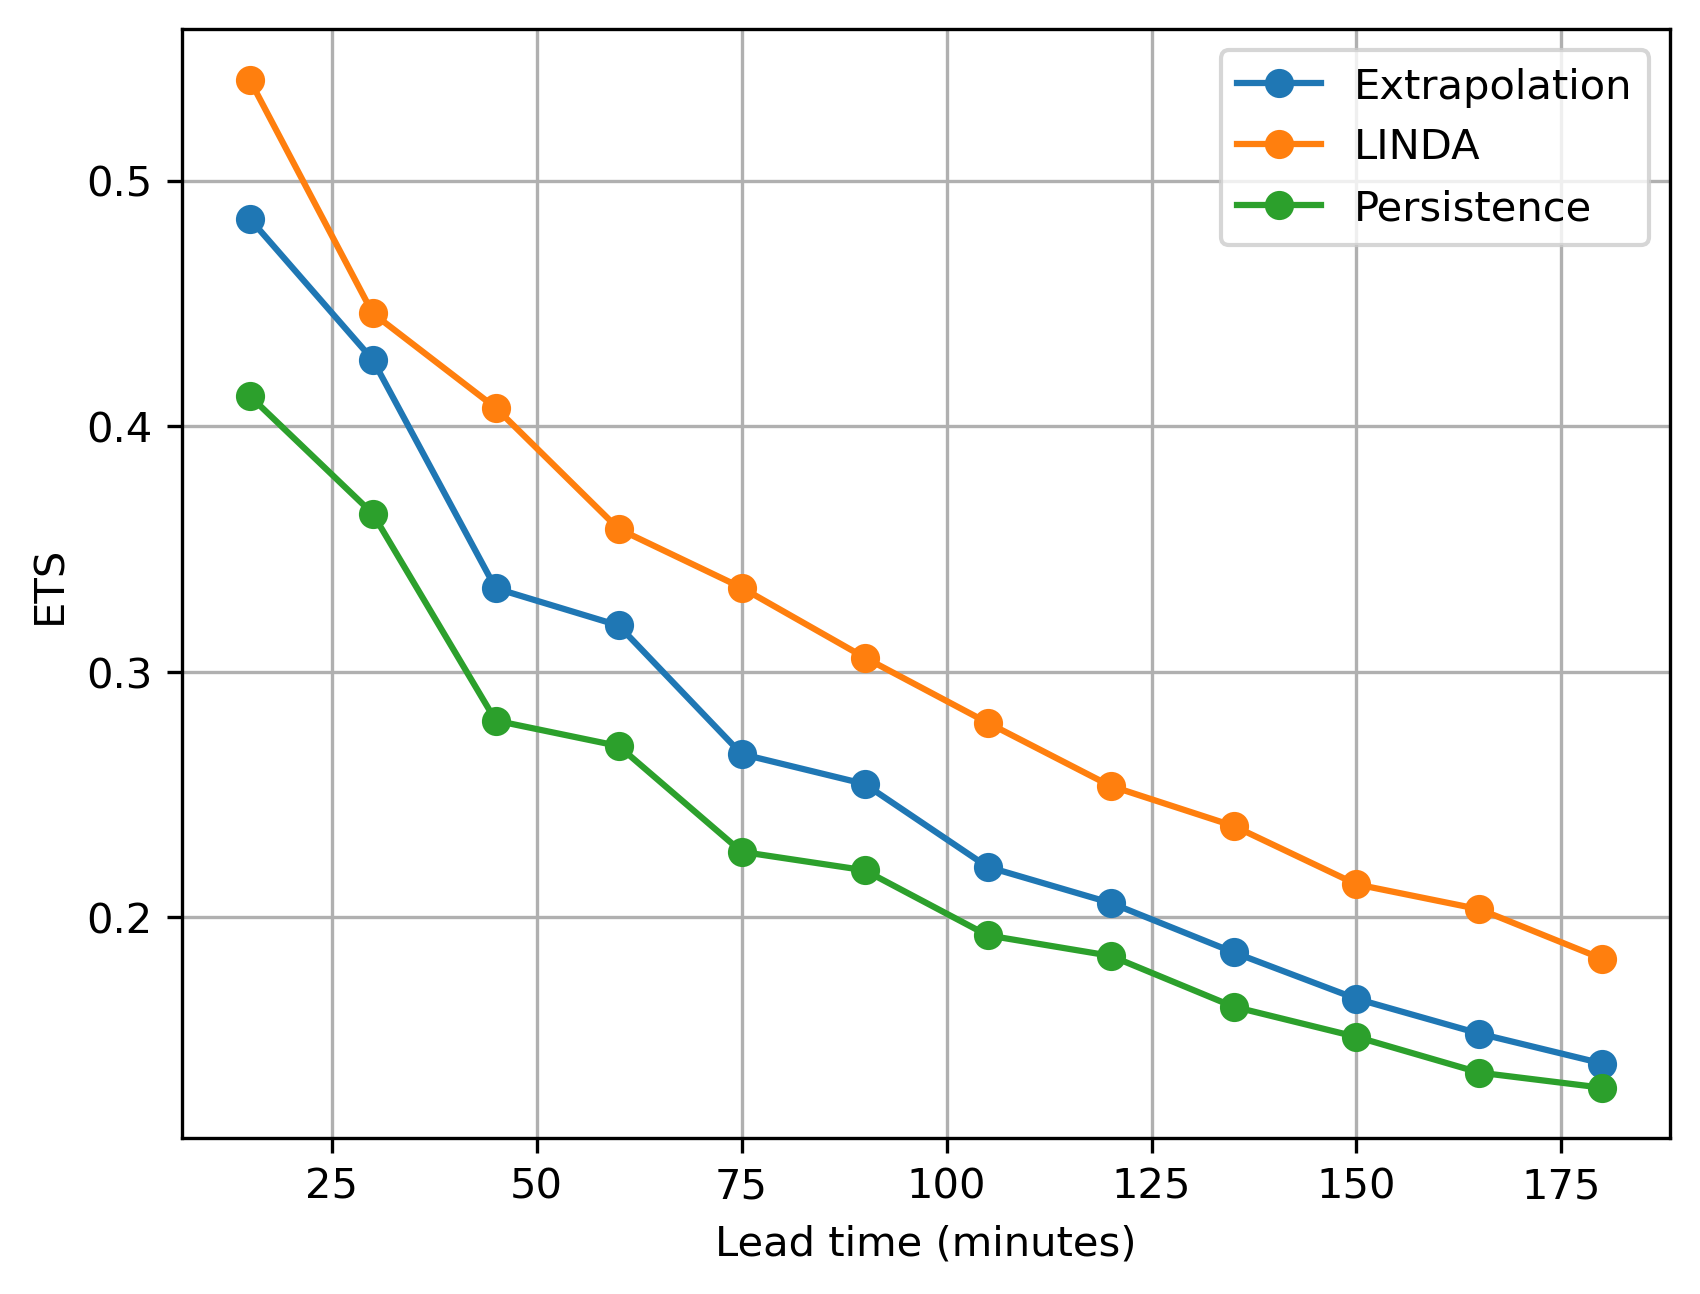 Extrapolation
LINDA
Persistence
0.5
0.4
0.3
0.2
ETS
25 50 75 100 125 150 175
Lead time (minutes)